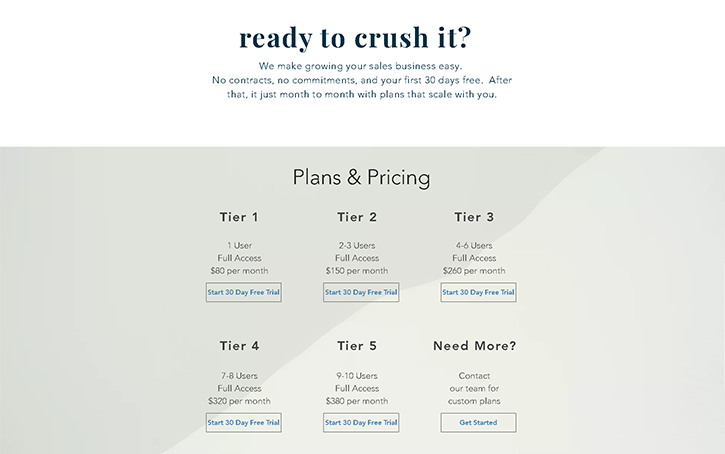 ready to crush it?
We make growing your sales business easy.
No contracts, no commitments, and your first 30 days free. After
that, it just month to month with plans that scale with you.
Plans & Pricing
Tier 1
1 User
Full Access
$80 per month
Start 30 Day Free Trial
Tier 2
2-3 Users
Full Access
$150 per month
Start 30 Day Free Trial
Tier 3
4-6 Users
Full Access
$260 per month
Start 30 Day Free Trial
Tier 4
7-8 Users
Full Access
$320 per month
Start 30 Day Free Trial
Tier 5
9-10 Users
Full Access
$380 per month
Start 30 Day Free Trial
Need More?
Contact
our team for
custom plans
Get Started